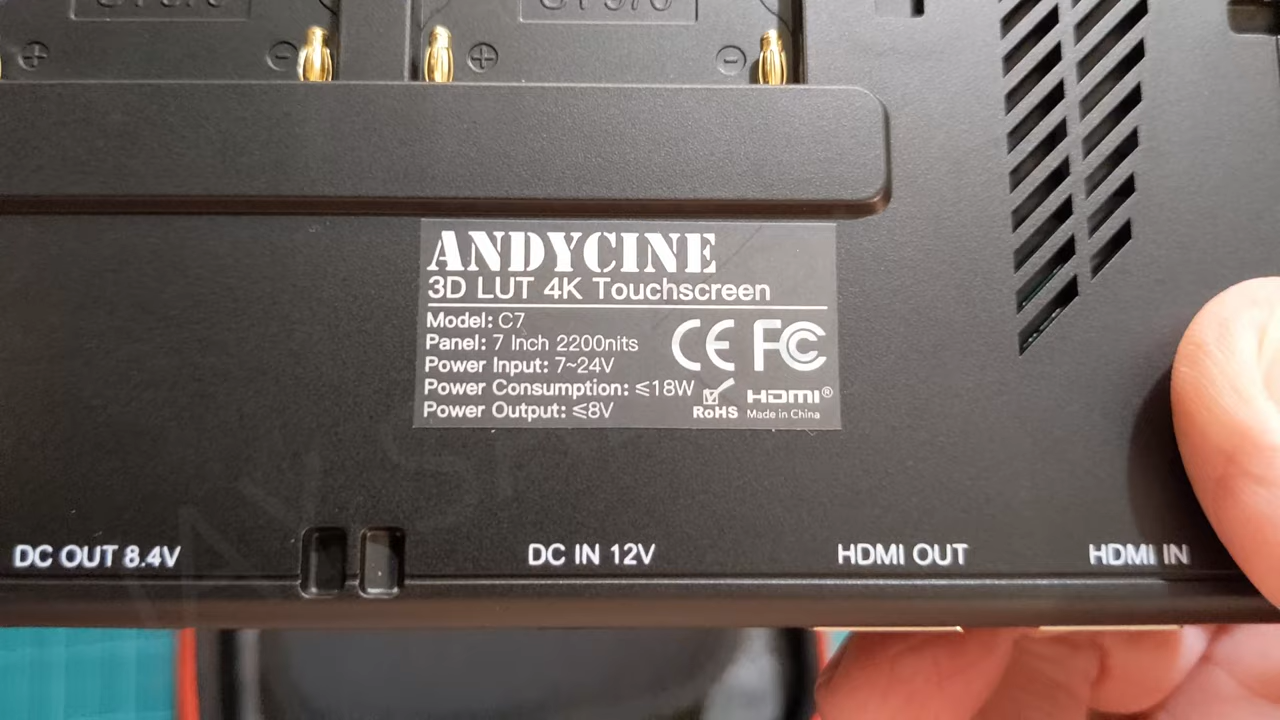 ANDYCINE
3D LUT 4K Touchscreen
Model: C7
Panel: 7 Inch 2200nits
Power Input: 7~24V
Power Consumption: ≤18W
Power Output: ≤8V
CE FC
RoHS
HDMI®
Made in China
DC OUT 8.4V
DC IN 12V
HDMI OUT
HDMI IN